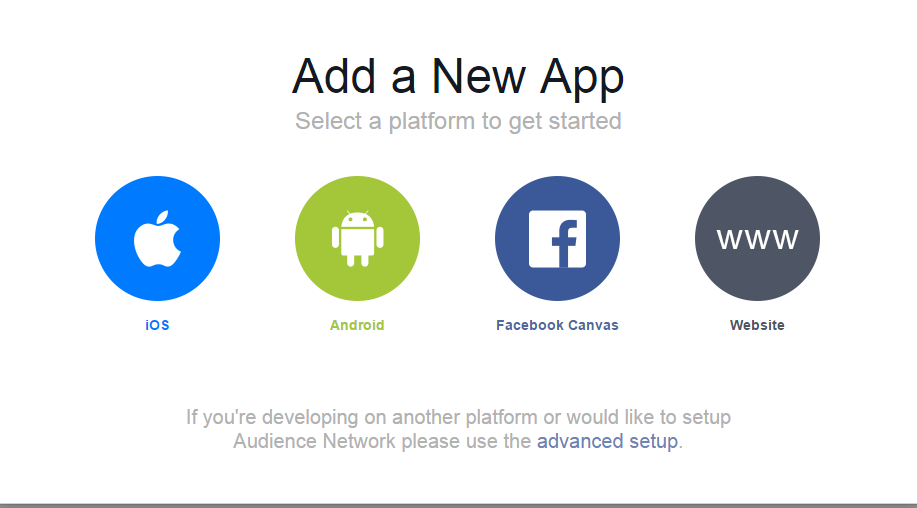 Add a New App
Select a platform to get started
www
iOS
Android
Facebook Canvas
Website
If you're developing on another platform or would like to setup
Audience Network please use the advanced setup.